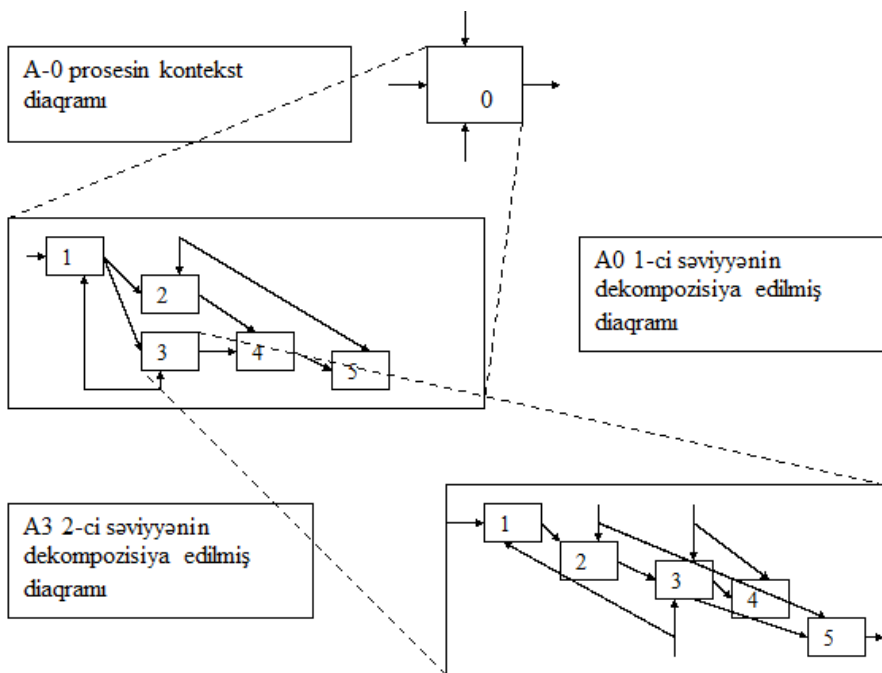 A-0 prosesin kontekst
diaqramı
0
1
2
3
4
5
A0 1-ci səviyyənin
dekompozisiya edilmiş
diaqramı
A3 2-ci səviyyənin
dekompozisiya edilmiş
diaqramı
1
2
3
4
5